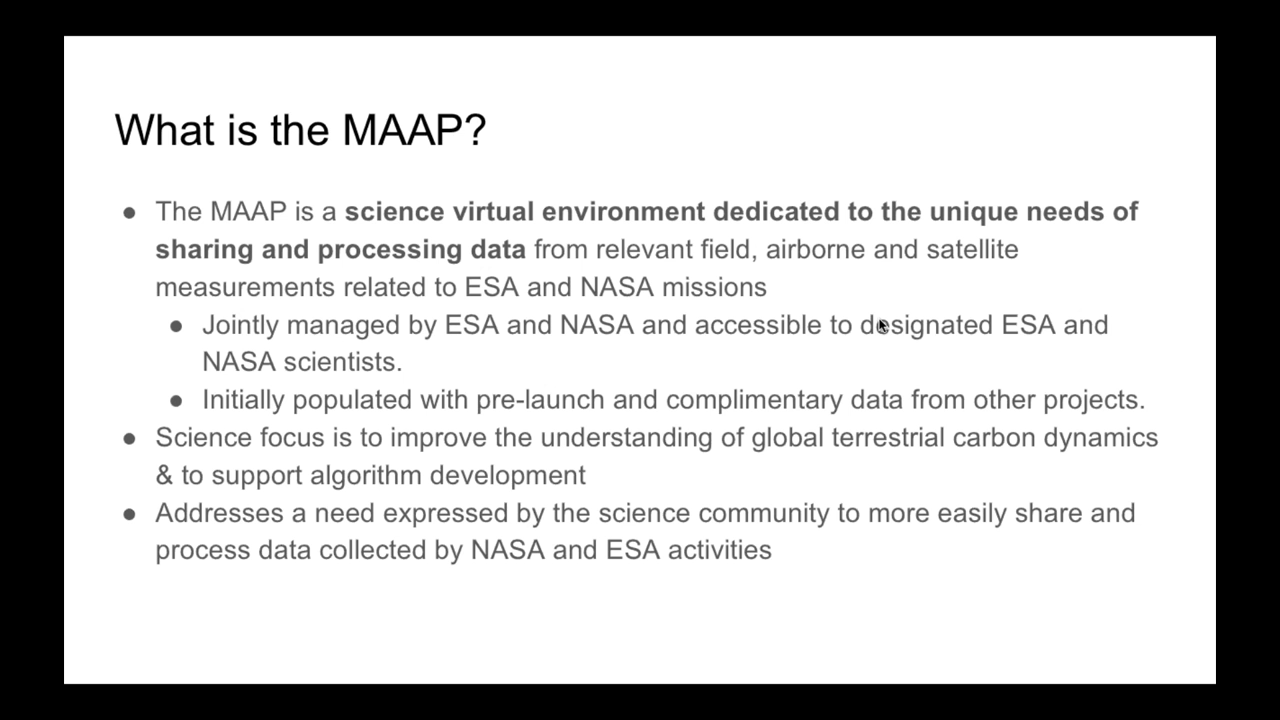 What is the MAAP?
● The MAAP is a science virtual environment dedicated to the unique needs of
sharing and processing data from relevant field, airborne and satellite
measurements related to ESA and NASA missions
● Jointly managed by ESA and NASA and accessible to designated ESA and
NASA scientists.
● Initially populated with pre-launch and complimentary data from other projects.
● Science focus is to improve the understanding of global terrestrial carbon dynamics
& to support algorithm development
● Addresses a need expressed by the science community to more easily share and
process data collected by NASA and ESA activities